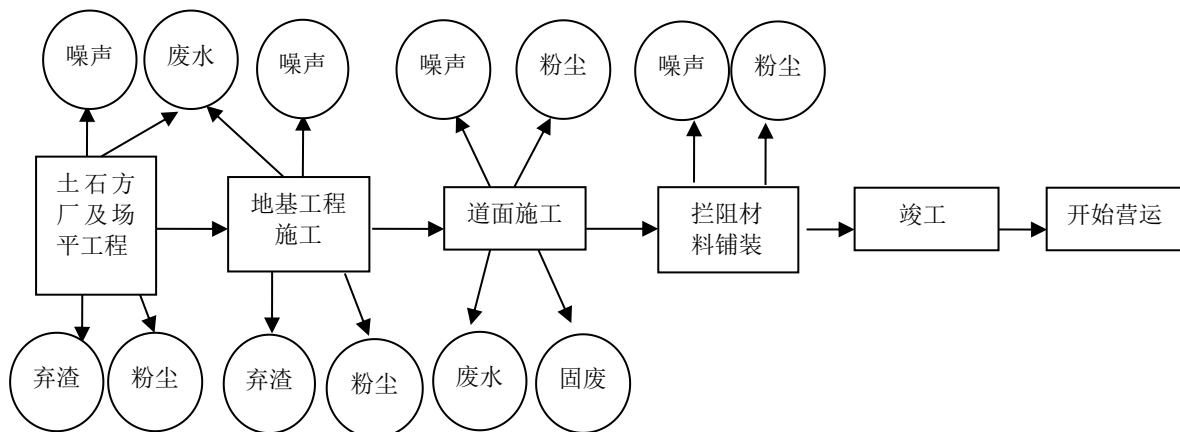 噪声
废水
噪声
噪声
粉尘
噪声
粉尘
土石方
厂及场
平工程
地基工程
施工
道面施工
拦阻材
料铺装
竣工
开始营运
弃渣
粉尘
弃渣
粉尘
废水
固废